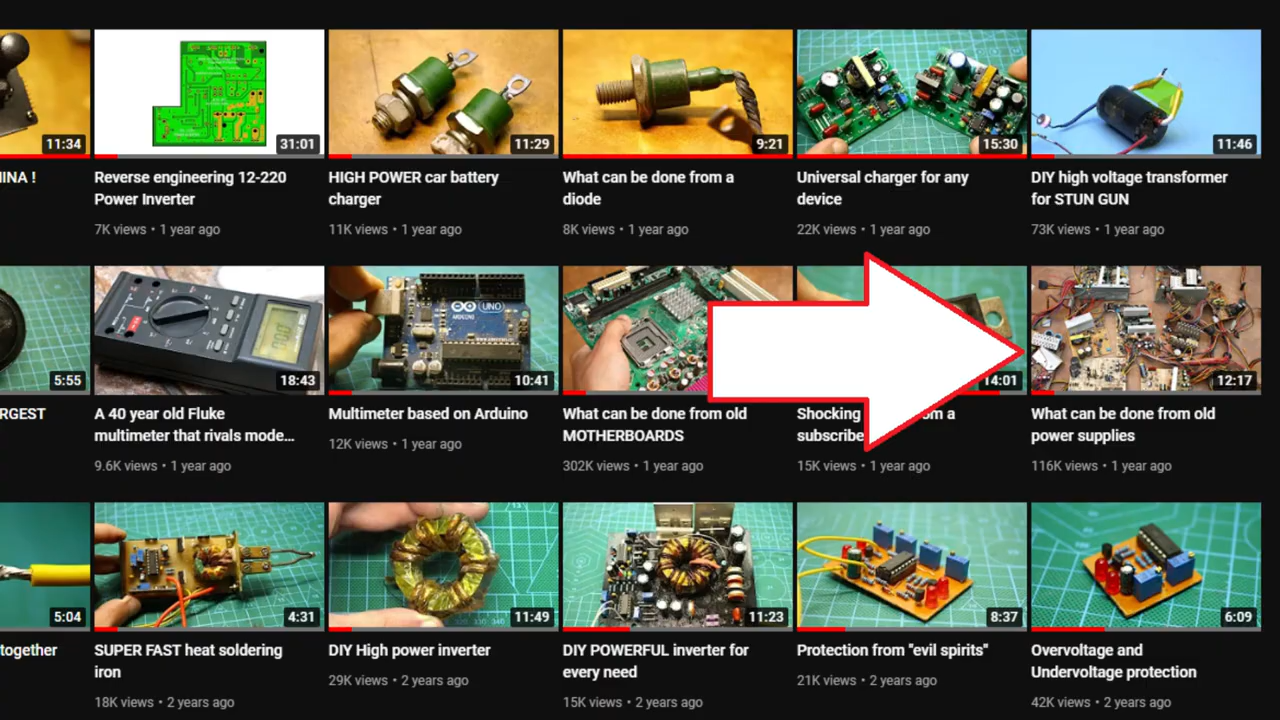 11:34
31:01
11:29
9:21
15:30
11:46
INA !
Reverse engineering 12-220
Power Inverter
HIGH POWER car battery
charger
What can be done from a
diode
Universal charger for any
device
DIY high voltage transformer
for STUN GUN
7K views • 1 year ago
11K views • 1 year ago
8K views • 1 year ago
22K views • 1 year ago
73K views • 1 year ago
UNO
ARDUINO
5:55
18:43
10:41
14:01
12:17
RGEST
A 40 year old Fluke
multimeter that rivals mode...
Multimeter based on Arduino
What can be done from old
MOTHERBOARDS
Shocking
a
subscribe
What can be done from old
power supplies
9.6K views • 1 year ago
12K views • 1 year ago
302K views • 1 year ago
15K views • 1 year ago
116K views • 1 year ago
5:04
4:31
11:49
11:23
8:37
6:09
together
SUPER FAST heat soldering
iron
DIY High power inverter
DIY POWERFUL inverter for
every need
Protection from "evil spirits"
Overvoltage and
Undervoltage protection
18K views • 2 years ago
29K views • 2 years ago
15K views • 2 years ago
21K views • 2 years ago
42K views • 2 years ago